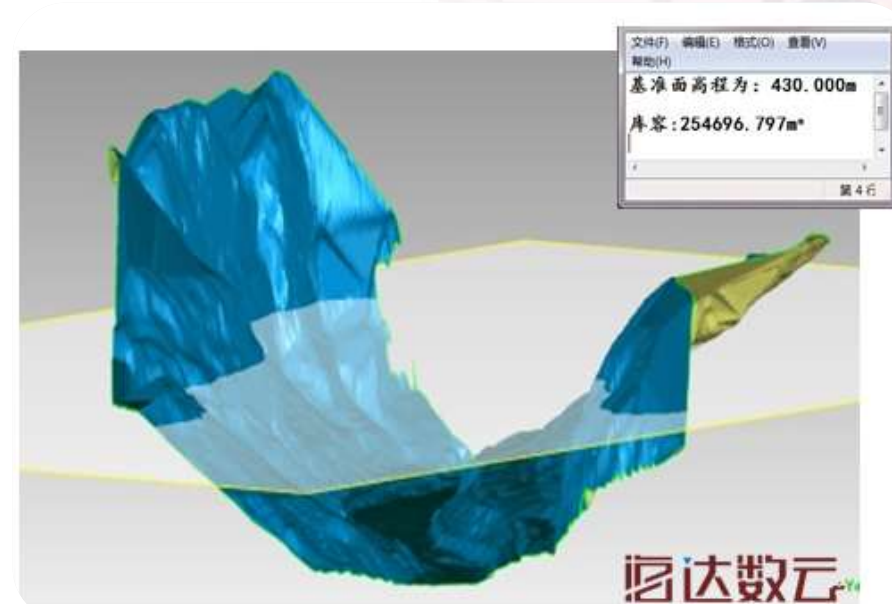 文件(F) 编辑(E) 格式(O) 查看(V)
帮助(H)
基准面高程为: 430.000m
库容:254696.797m³
第 4 行
海达数云